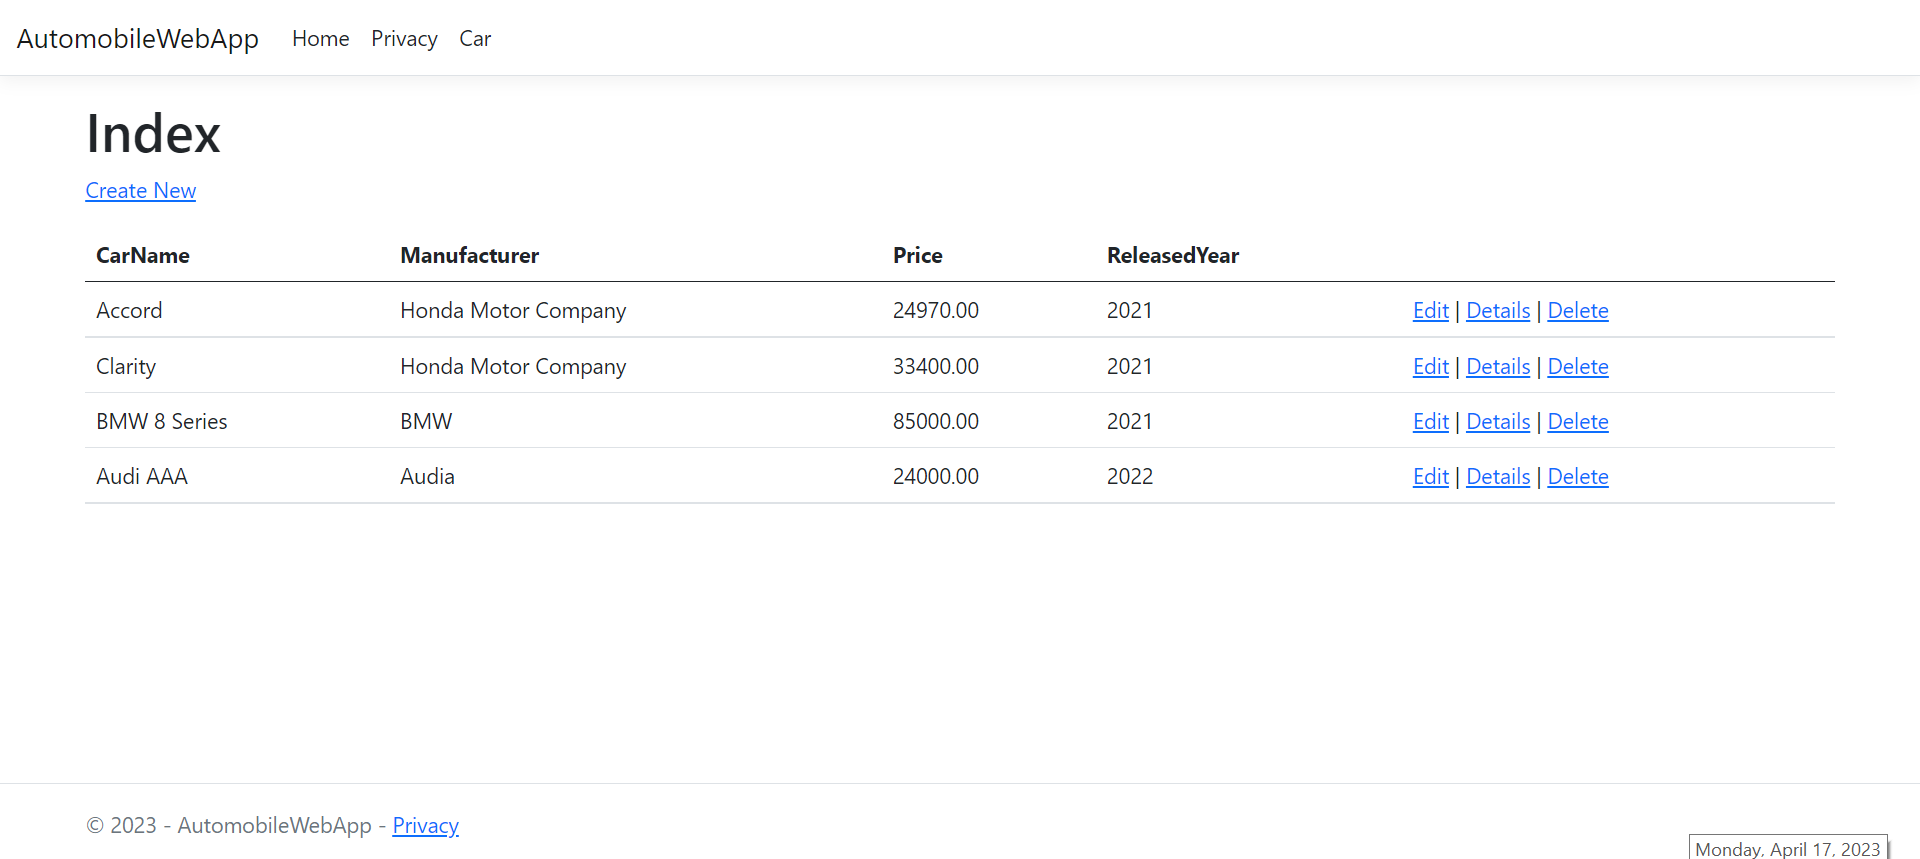 AutomobileWebApp Home Privacy Car
Index
Create New
CarName Manufacturer Price ReleasedYear
Accord Honda Motor Company 24970.00 2021 Edit | Details | Delete
Clarity Honda Motor Company 33400.00 2021 Edit | Details | Delete
BMW 8 Series BMW 85000.00 2021 Edit | Details | Delete
Audi AAA Audia 24000.00 2022 Edit | Details | Delete
© 2023 - AutomobileWebApp - Privacy
Monday, April 17, 2023